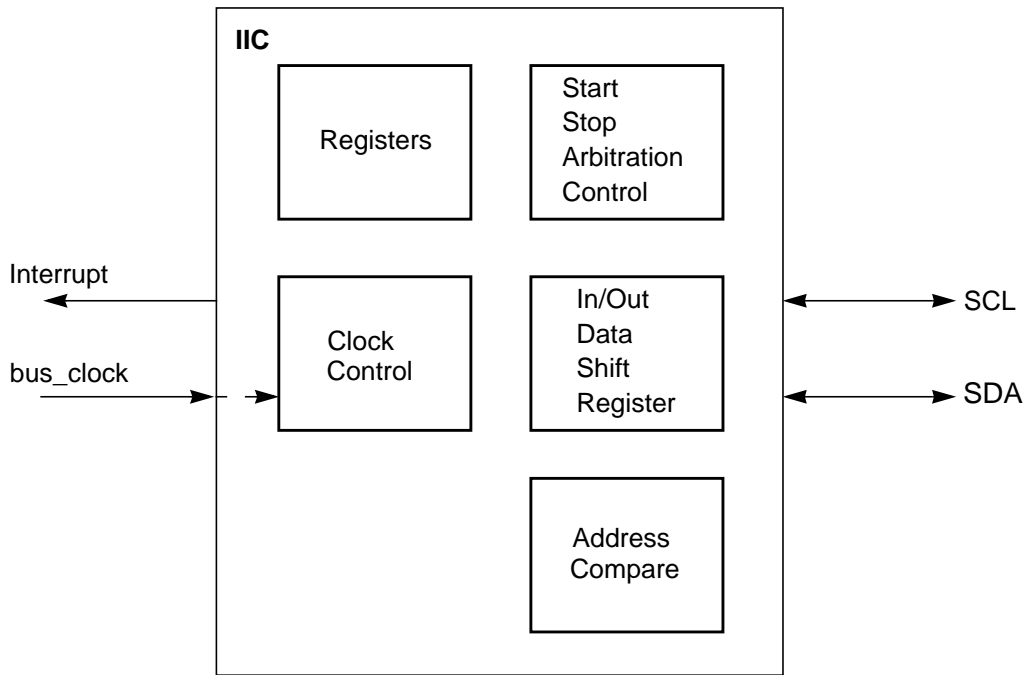 IIC
Registers
Start
Stop
Arbitration
Control
Interrupt
bus_clock
Clock
Control
In/Out
Data
Shift
Register
SCL
SDA
Address
Compare